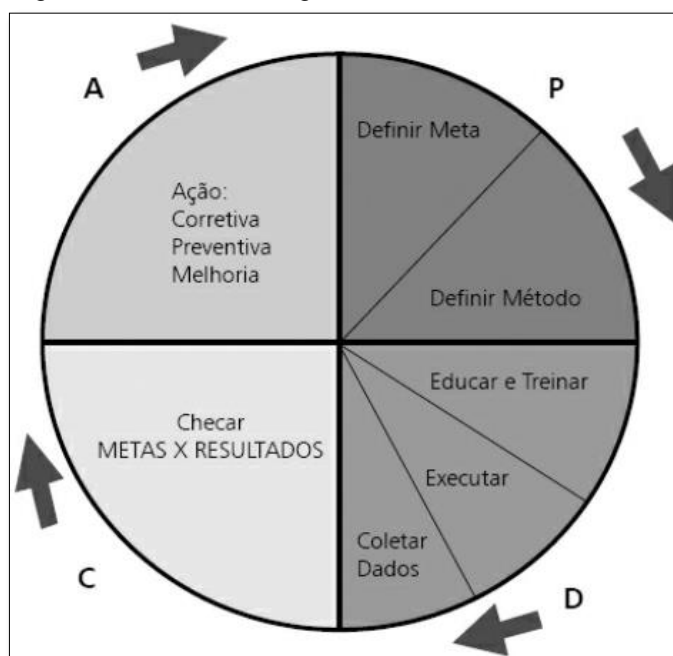 A
P
Definir Meta
Ação:
Corretiva
Preventiva
Melhoria
Definir Método
Educar e Treinar
Checar
METAS X RESULTADOS
Executar
Coletar
Dados
C
D